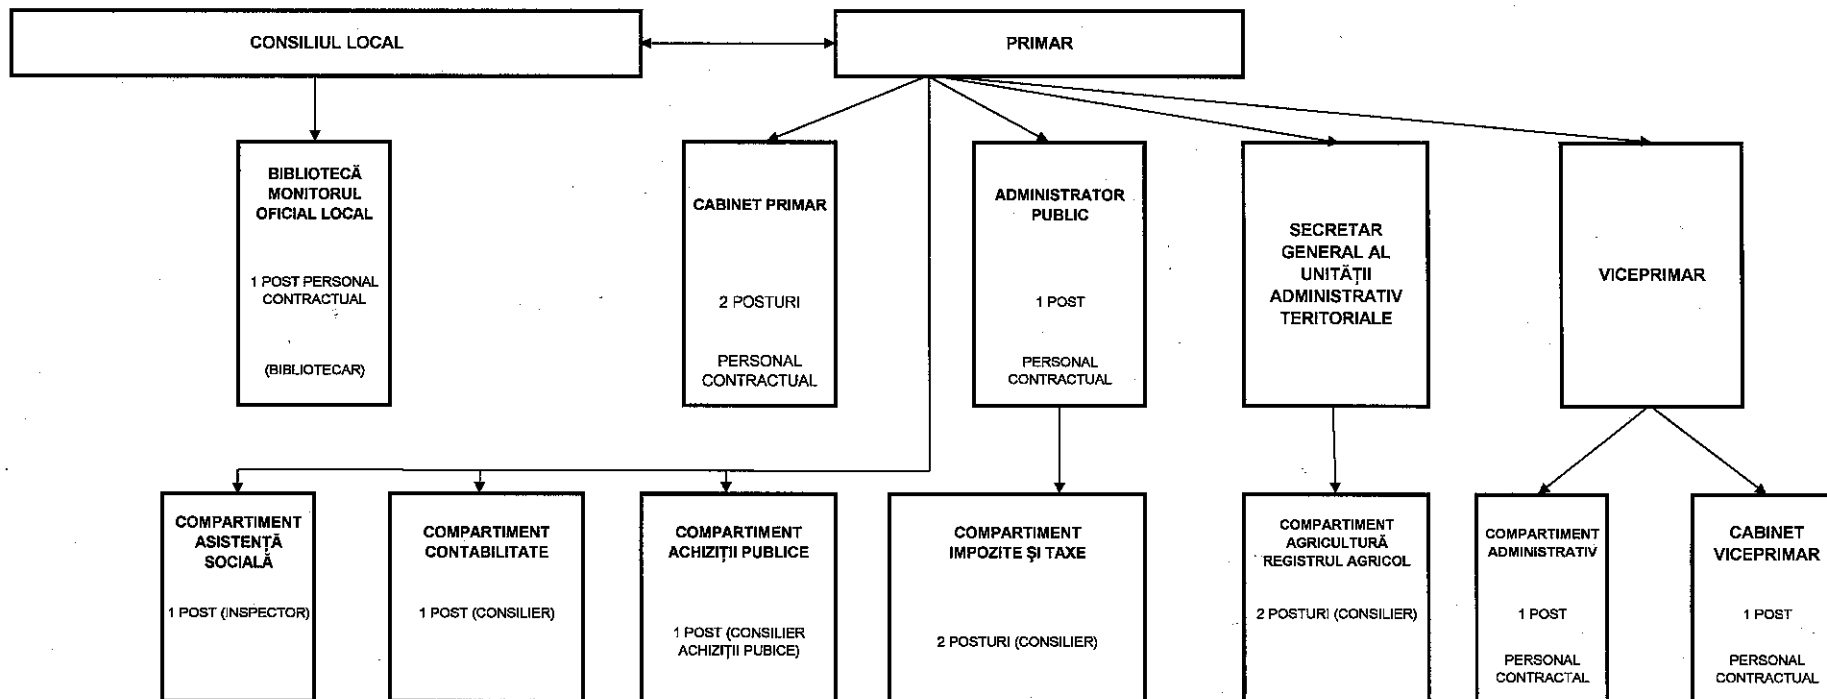 CONSILIUL LOCAL
PRIMAR
BIBLIOTECĂ
MONITORUL
OFICIAL LOCAL
1 POST PERSONAL
CONTRACTUAL
(BIBLIOTECAR)
CABINET PRIMAR
2 POSTURI
PERSONAL
CONTRACTUAL
ADMINISTRATOR
PUBLIC
1 POST
PERSONAL
CONTRACTUAL
SECRETAR
GENERAL AL
UNITĂȚII
ADMINISTRATIV
TERITORIALE
VICEPRIMAR
COMPARTIMENT
ASISTENȚĂ
SOCIALĂ
1 POST (INSPECTOR)
COMPARTIMENT
CONTABILITATE
1 POST (CONSILIER)
COMPARTIMENT
ACHIZIȚII PUBLICE
1 POST (CONSILIER
ACHIZIȚII PUBICE)
COMPARTIMENT
IMPOZITE ŞI TAXE
2 POSTURI (CONSILIER)
COMPARTIMENT
AGRICULTURĂ
REGISTRUL AGRICOL
2 POSTURI (CONSILIER)
COMPARTIMENT
ADMINISTRATIV
1 POST
PERSONAL
CONTRACTAL
CABINET
VICEPRIMAR
1 POST
PERSONAL
CONTRACTUAL